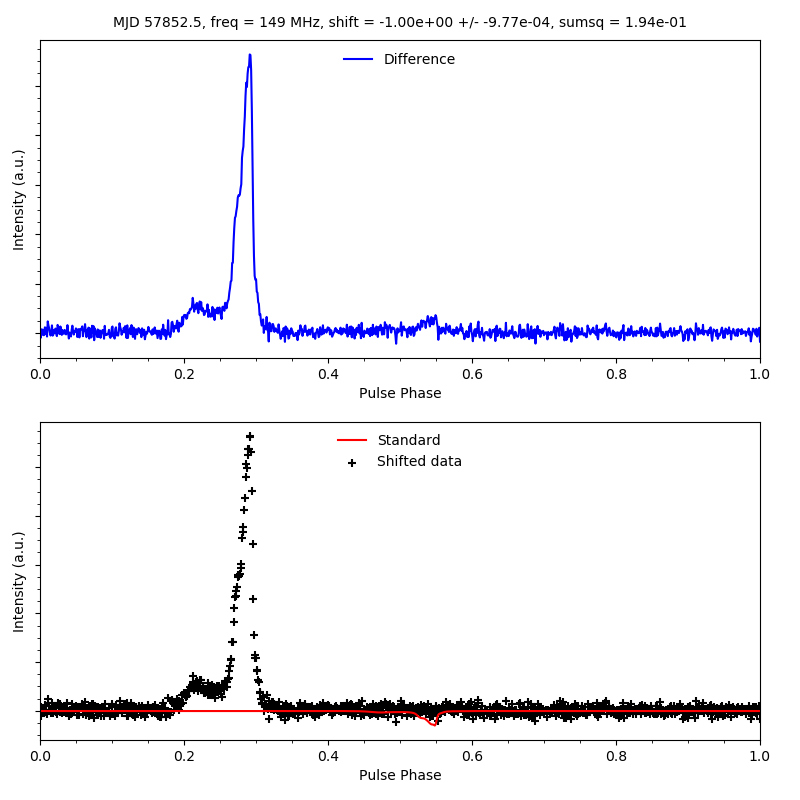 MJD 57852.5, freq = 149 MHz, shift = -1.00e+00 +/- -9.77e-04, sumsq = 1.94e-01
Difference
Intensity (a.u.)
0.0 0.2 0.4 0.6 0.8 1.0
Pulse Phase
Standard
Shifted data
Intensity (a.u.)
0.0 0.2 0.4 0.6 0.8 1.0
Pulse Phase